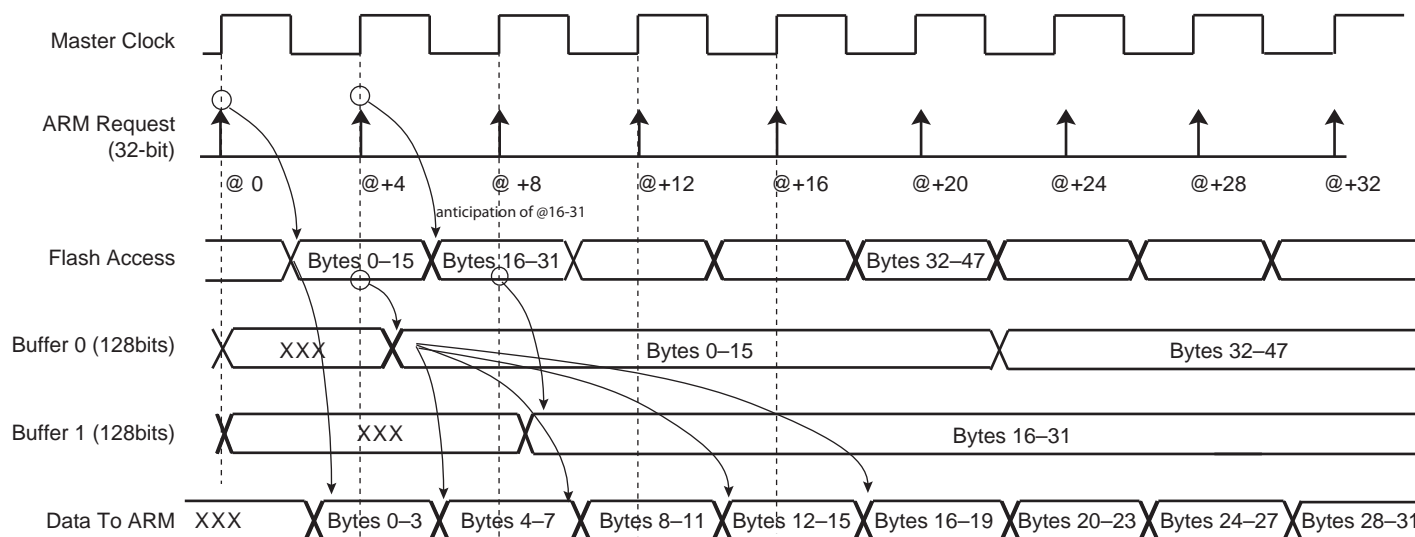 Master Clock
ARM Request
(32-bit)
@ 0
@+4
@ +8
@+12
@+16
@+20
@+24
@+28
@+32
anticipation of @16-31
Flash Access
Bytes 0–15
Bytes 16–31
Bytes 32–47
Buffer 0 (128bits)
XXX
Bytes 0–15
Bytes 32–47
Buffer 1 (128bits)
XXX
Bytes 16–31
Data To ARM
XXX
Bytes 0–3
Bytes 4–7
Bytes 8–11
Bytes 12–15
Bytes 16–19
Bytes 20–23
Bytes 24–27
Bytes 28–31